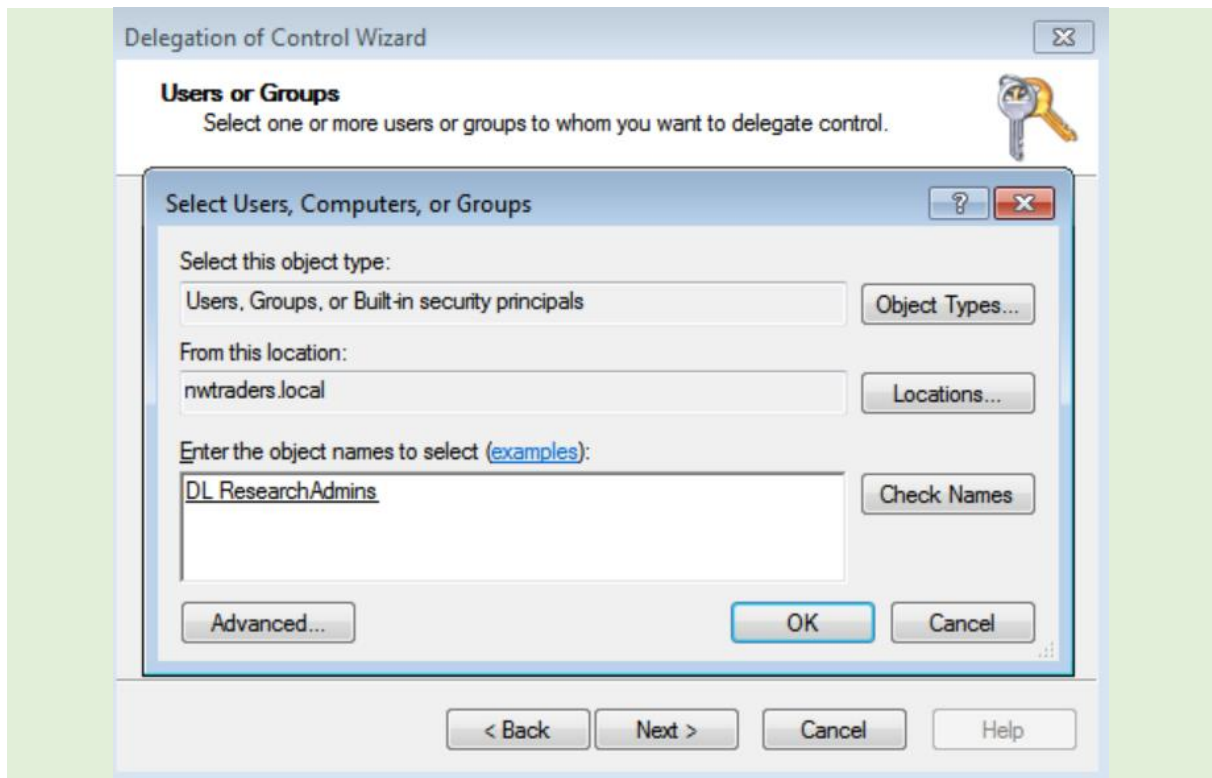 Delegation of Control Wizard
Users or Groups
Select one or more users or groups to whom you want to delegate control.
Select Users, Computers, or Groups
Select this object type:
Users, Groups, or Built-in security principals
Object Types...
From this location:
nwtraders.local
Locations...
Enter the object names to select (examples):
DL ResearchAdmins
Check Names
Advanced...
OK
Cancel
< Back
Next >
Cancel
Help